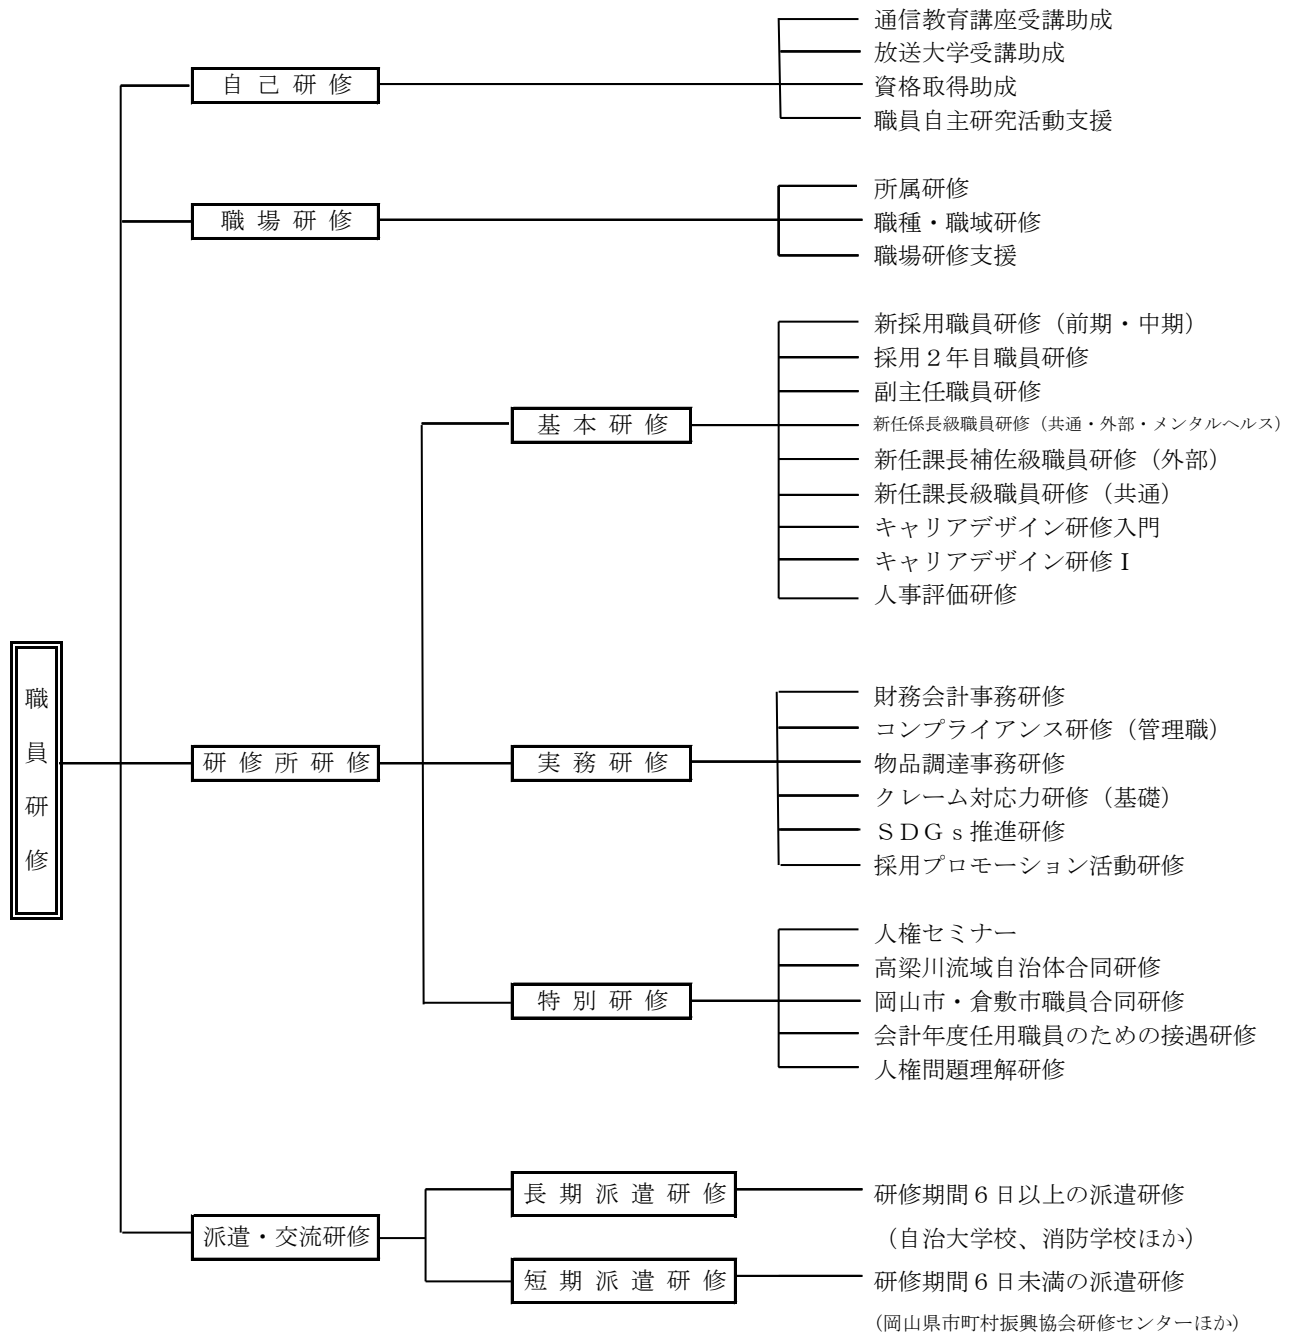 職員研修
自己研修
通信教育講座受講助成
放送大学受講助成
資格取得助成
職員自主研究活動支援
職場研修
所属研修
職種・職域研修
職場研修支援
研修所研修
基本研修
新採用職員研修（前期・中期）
採用２年目職員研修
副主任職員研修
新任係長級職員研修（共通・外部・メンタルヘルス）
新任課長補佐級職員研修（外部）
新任課長級職員研修（共通）
キャリアデザイン研修入門
キャリアデザイン研修Ⅰ
人事評価研修
実務研修
財務会計事務研修
コンプライアンス研修（管理職）
物品調達事務研修
クレーム対応力研修（基礎）
ＳＤＧｓ推進研修
採用プロモーション活動研修
特別研修
人権セミナー
高梁川流域自治体合同研修
岡山市・倉敷市職員合同研修
会計年度任用職員のための接遇研修
人権問題理解研修
派遣・交流研修
長期派遣研修
研修期間６日以上の派遣研修
（自治大学校、消防学校ほか）
短期派遣研修
研修期間６日未満の派遣研修
（岡山県市町村振興協会研修センターほか）